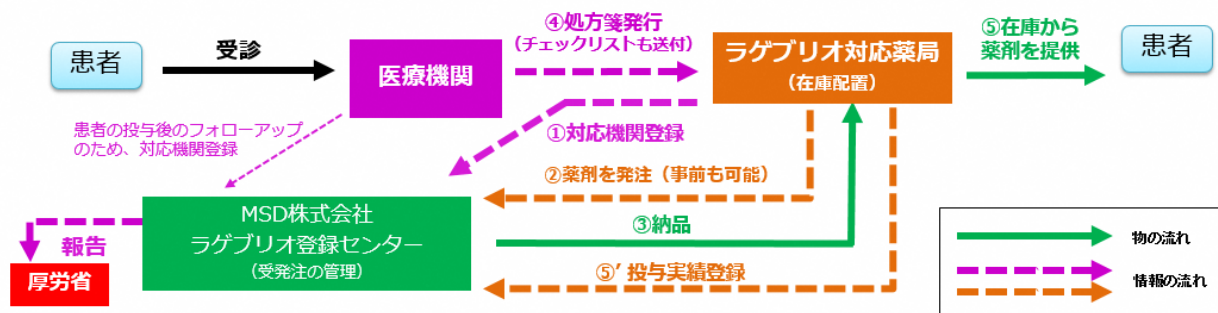 患者
受診
医療機関
④処方箋発行
（チェックリストも送付）
ラゲブリオ対応薬局
（在庫配置）
⑤在庫から
薬剤を提供
患者
患者の投与後のフォローアップ
のため、対応機関登録
①対応機関登録
②薬剤を発注（事前も可能）
MSD株式会社
ラゲブリオ登録センター
（受発注の管理）
③納品
⑤’投与実績登録
報告
厚労省
物の流れ
情報の流れ